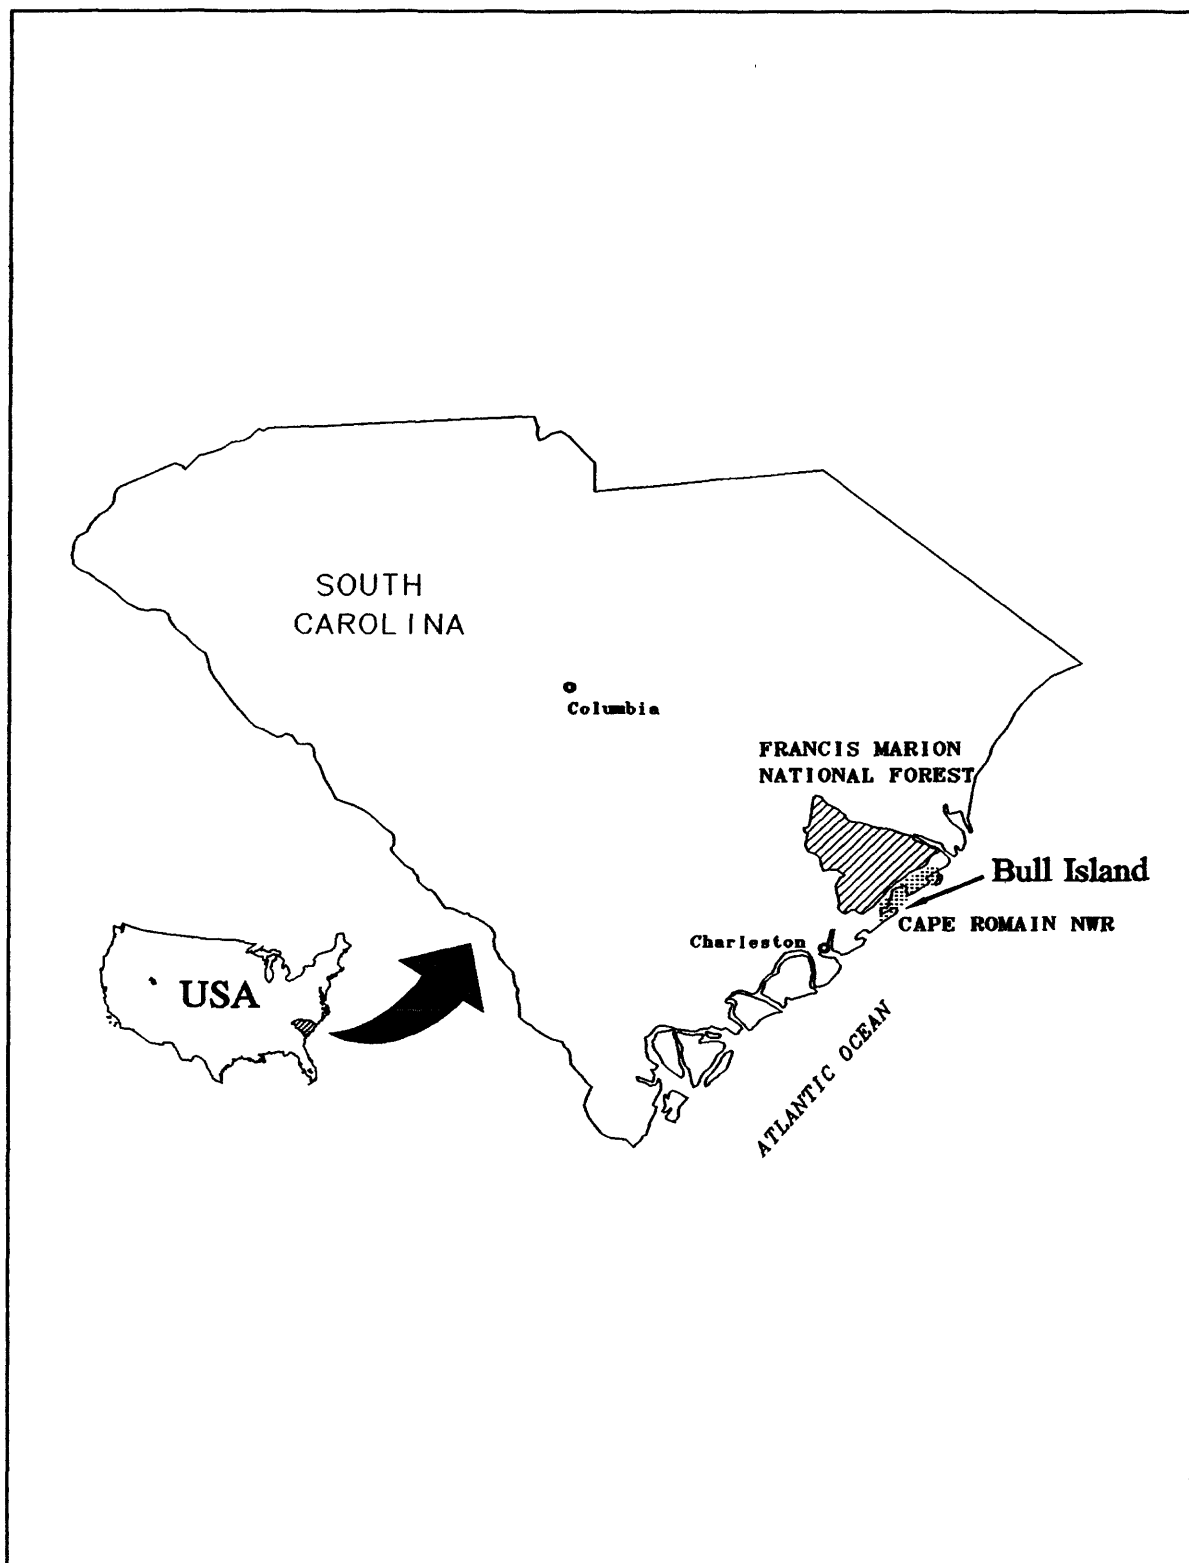 SOUTH
CAROLINA
Columbia
FRANCIS MARION
NATIONAL FOREST
Bull Island
CAPE ROMAIN NWR
Charleston
USA
ATLANTIC OCEAN